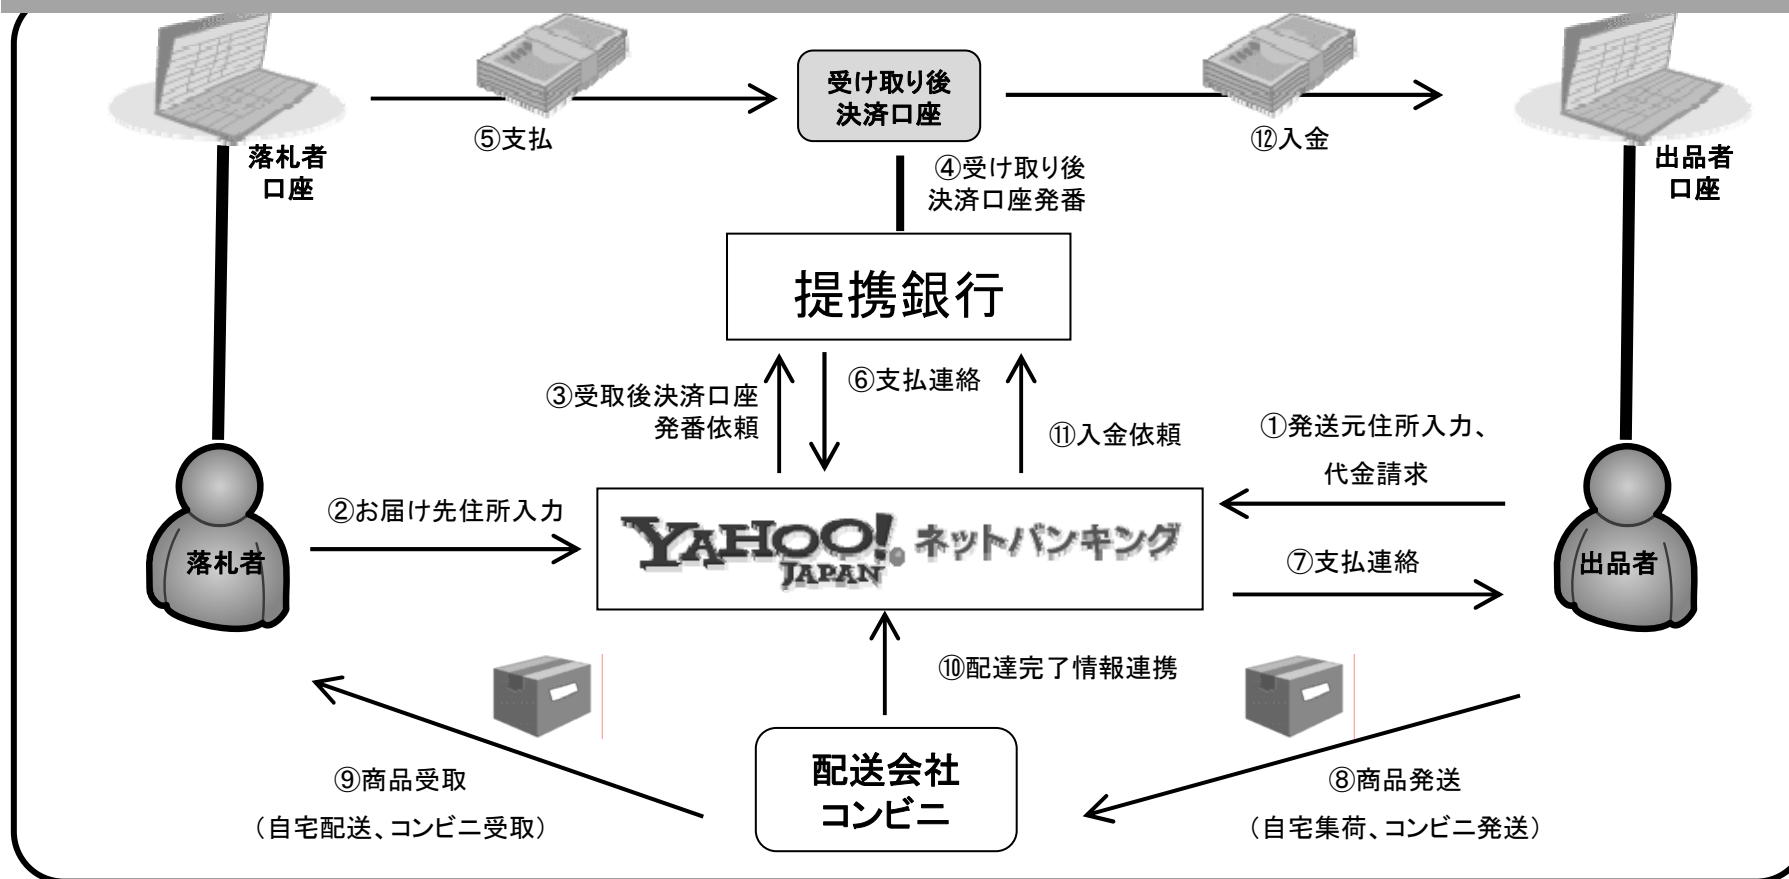 受け取り後
決済口座
⑤支払
⑫入金
落札者
口座
出品者
口座
④受け取り後
決済口座発番
提携銀行
③受取後決済口座
発番依頼
⑥支払連絡
⑪入金依頼
①発送元住所入力、
代金請求
②お届け先住所入力
YAHOO! ネットバンキング
JAPAN
落札者
出品者
⑦支払連絡
⑩配達完了情報連携
配送会社
コンビニ
⑨商品受取
（自宅配送、コンビニ受取）
⑧商品発送
（自宅集荷、コンビニ発送）